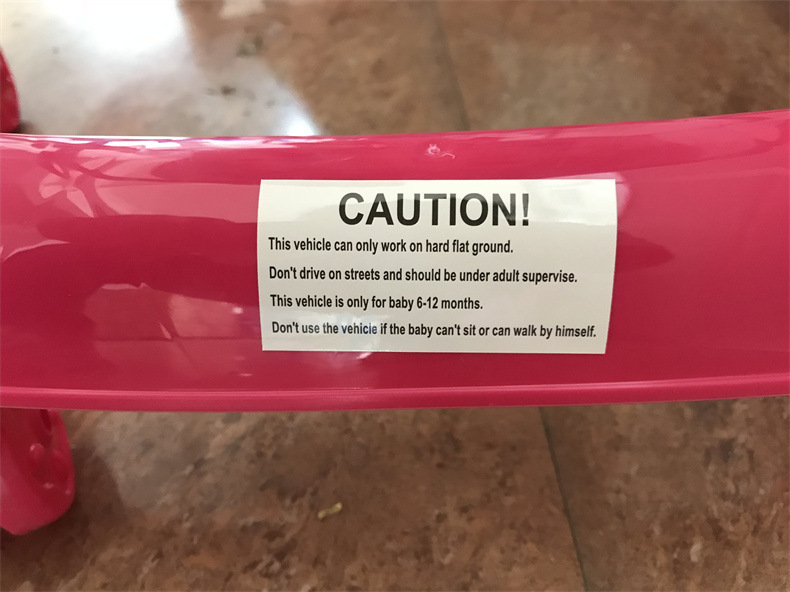 CAUTION!
This vehicle can only work on hard flat ground.
Don't drive on streets and should be under adult supervise.
This vehicle is only for baby 6-12 months.
Don't use the vehicle if the baby can't sit or can walk by himself.